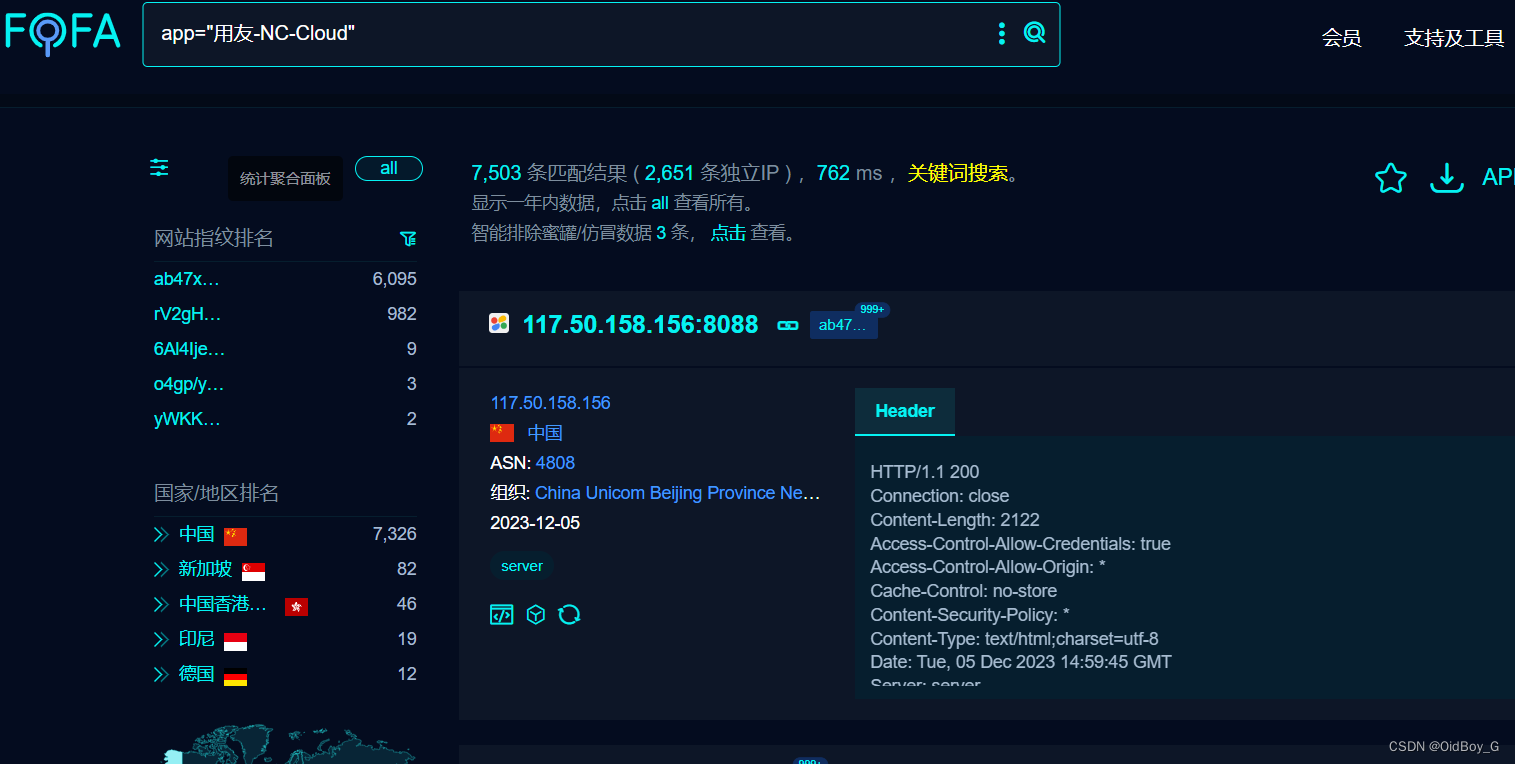 FOFA
app="用友-NC-Cloud"
会员
支持及工具
统计聚合面板
all
7,503 条匹配结果 ( 2,651 条独立IP ) ，762 ms ，关键词搜索。
显示一年内数据，点击 all 查看所有。
智能排除蜜罐/仿冒数据 3 条， 点击 查看。
API
网站指纹排名
ab47x… 6,095
rV2gH… 982
6Al4Ije… 9
o4gp/y… 3
yWKK… 2
国家/地区排名
中国 7,326
新加坡 82
中国香港… 46
印尼 19
德国 12
117.50.158.156:8088
ab47…
999+
117.50.158.156
中国
ASN: 4808
组织: China Unicom Beijing Province Ne…
2023-12-05
server
Header
HTTP/1.1 200
Connection: close
Content-Length: 2122
Access-Control-Allow-Credentials: true
Access-Control-Allow-Origin: *
Cache-Control: no-store
Content-Security-Policy: *
Content-Type: text/html;charset=utf-8
Date: Tue, 05 Dec 2023 14:59:45 GMT
Server: server
999+
CSDN @OidBoy_G